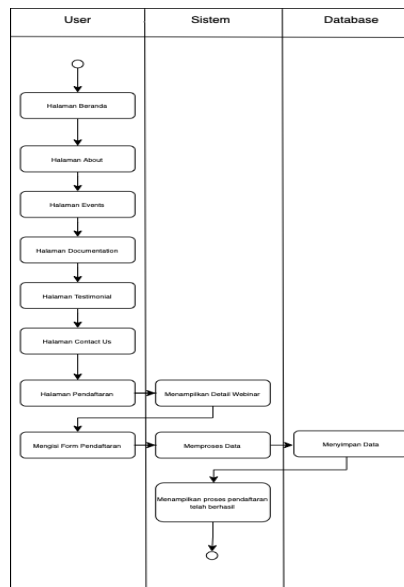 User
Sistem
Database
Halaman Beranda
Halaman About
Halaman Events
Halaman Documentation
Halaman Testimonial
Halaman Contact Us
Halaman Pendaftaran
Menampilkan Detail Webinar
Mengisi Form Pendaftaran
Memproses Data
Menyimpan Data
Menampilkan proses pendaftaran
telah berhasil